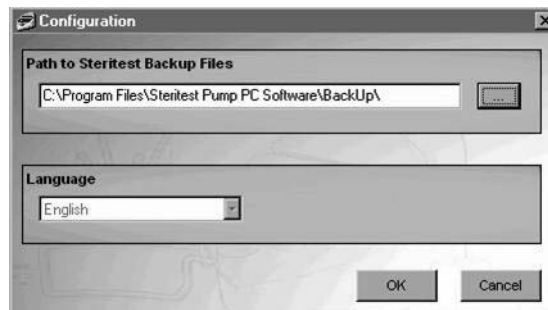 Configuration
Path to Steritest Backup Files
C:\Program Files\Steritest Pump PC Software\BackUp\
...
Language
English
OK
Cancel